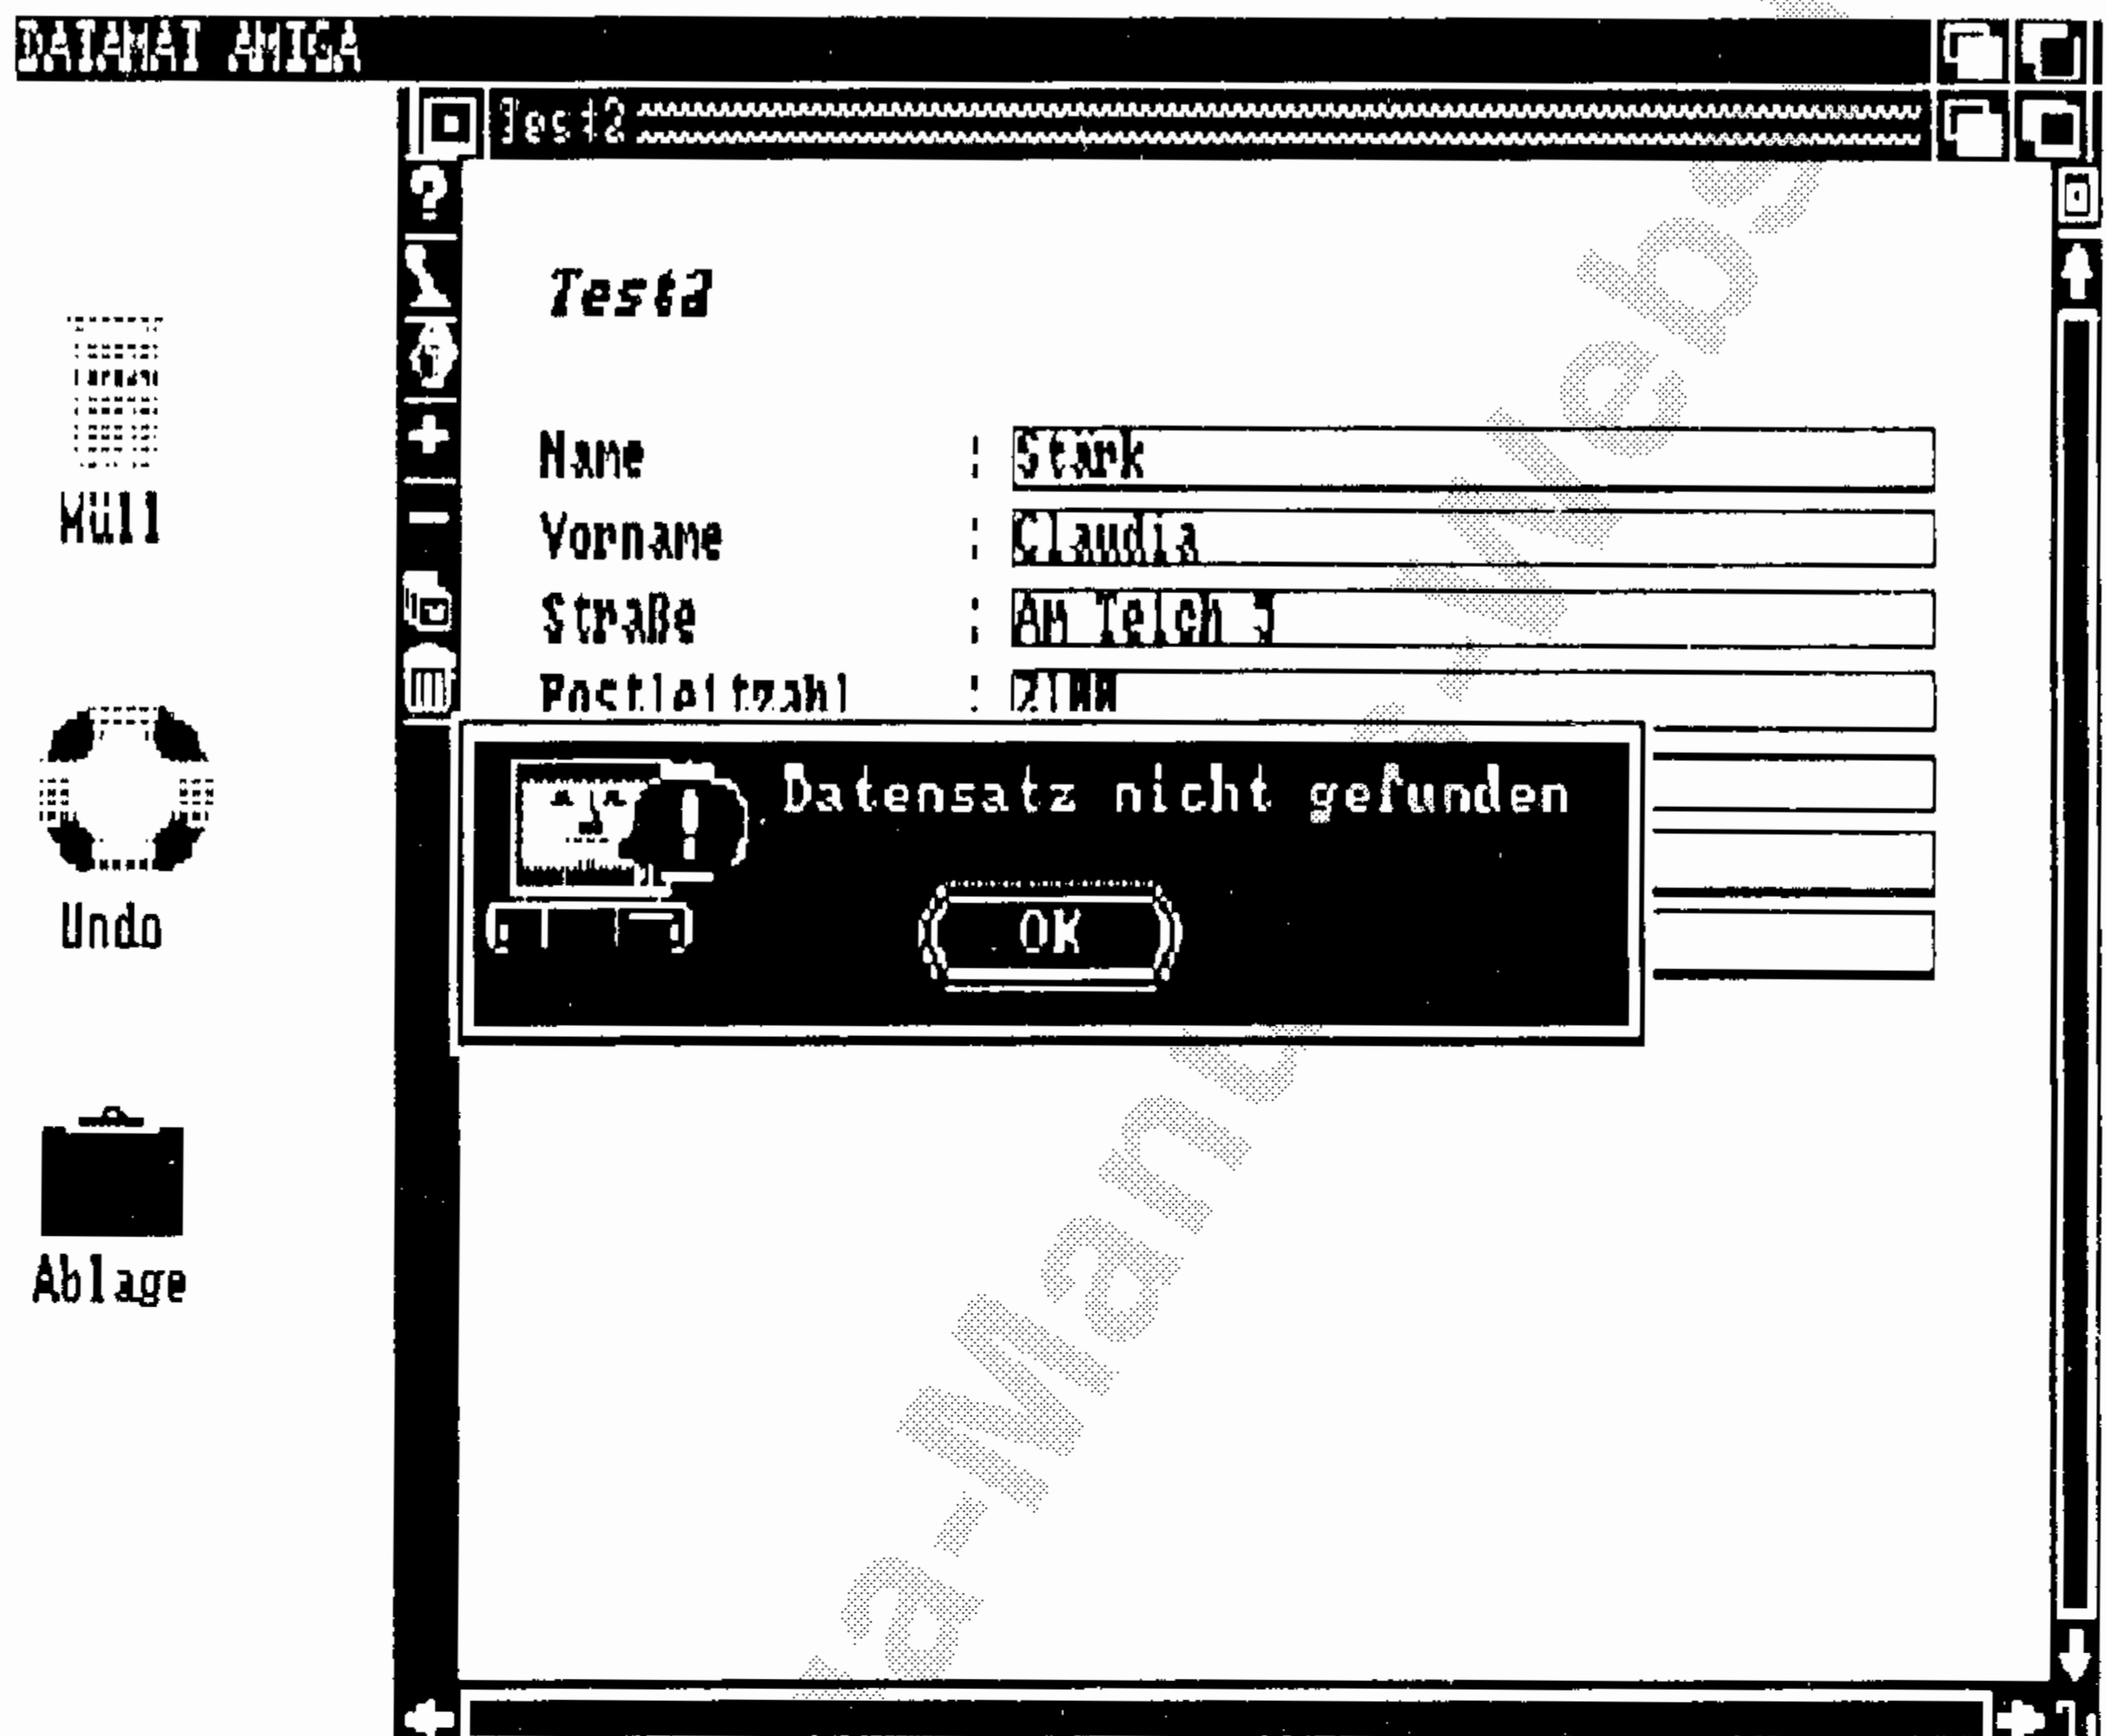 DATAMAT AMIGA
Test2
Test2
Name : Stark
Vorname : Claudia
Straße : Am Teich 5
Postleitzahl : 2100
Datensatz nicht gefunden
OK
Müll
Undo
Ablage